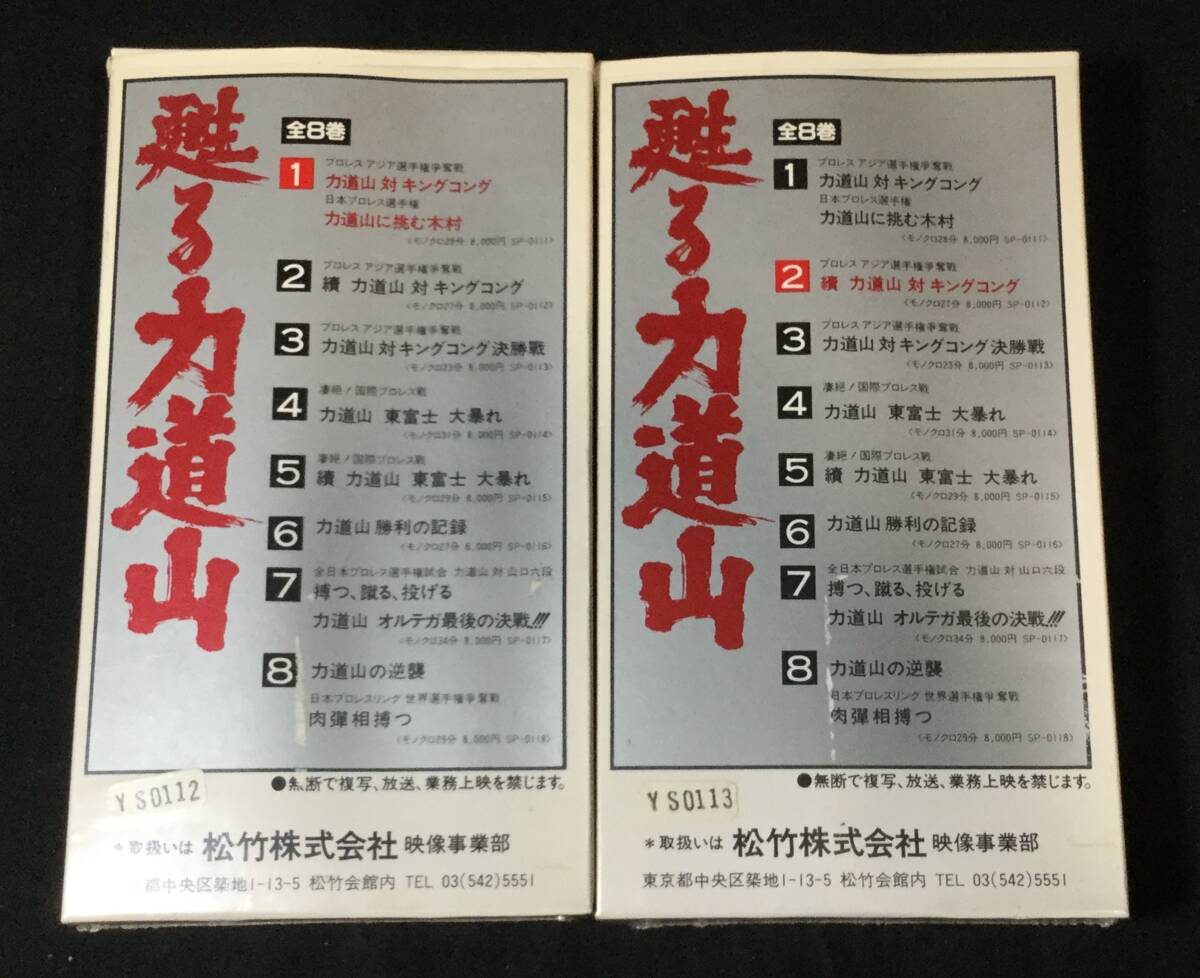 甦る力道山
全8巻
1
プロレス アジア選手権争奪戦
力道山 対 キングコング
日本プロレス選手権
力道山に挑む木村
〈モノクロ28分 8,000円 SP-0111〉
2
プロレス アジア選手権争奪戦
續 力道山 対 キングコング
〈モノクロ27分 8,000円 SP-0112〉
3
プロレス アジア選手権争奪戦
力道山 対 キングコング 決勝戰
〈モノクロ23分 8,000円 SP-0113〉
4
凄絶!国際プロレス戦
力道山 東富士 大暴れ
〈モノクロ31分 8,000円 SP-0114〉
5
凄絶!国際プロレス戦
續 力道山 東富士 大暴れ
〈モノクロ29分 8,000円 SP-0115〉
6
力道山 勝利の記録
〈モノクロ27分 8,000円 SP-0116〉
7
全日本プロレス選手権試合 力道山 対 山口六段
搏つ、蹴る、投げる
力道山 オルテガ最後の決戰!!!
〈モノクロ34分 8,000円 SP-0117〉
8
力道山の逆襲
日本プロレスリング 世界選手権争奪戦
肉彈相搏つ
〈モノクロ29分 8,000円 SP-0118〉
●無断で複写、放送、業務上映を禁じます。
YS0112
*取扱いは 松竹株式会社 映像事業部
都中央区築地1-13-5 松竹会館内 TEL 03(542)5551
甦る力道山
全8巻
1
プロレス アジア選手権争奪戦
力道山 対 キングコング
日本プロレス選手権
力道山に挑む木村
〈モノクロ28分 8,000円 SP-0111〉
2
プロレス アジア選手権争奪戦
續 力道山 対 キングコング
〈モノクロ27分 8,000円 SP-0112〉
3
プロレス アジア選手権争奪戦
力道山 対 キングコング 決勝戰
〈モノクロ23分 8,000円 SP-0113〉
4
凄絶!国際プロレス戦
力道山 東富士 大暴れ
〈モノクロ31分 8,000円 SP-0114〉
5
凄絶!国際プロレス戦
續 力道山 東富士 大暴れ
〈モノクロ29分 8,000円 SP-0115〉
6
力道山 勝利の記録
〈モノクロ27分 8,000円 SP-0116〉
7
全日本プロレス選手権試合 力道山 対 山口六段
搏つ、蹴る、投げる
力道山 オルテガ最後の決戰!!!
〈モノクロ34分 8,000円 SP-0117〉
8
力道山の逆襲
日本プロレスリング 世界選手権争奪戦
肉彈相搏つ
〈モノクロ29分 8,000円 SP-0118〉
●無断で複写、放送、業務上映を禁じます。
YS0113
*取扱いは 松竹株式会社 映像事業部
東京都中央区築地1-13-5 松竹会館内 TEL 03(542)5551